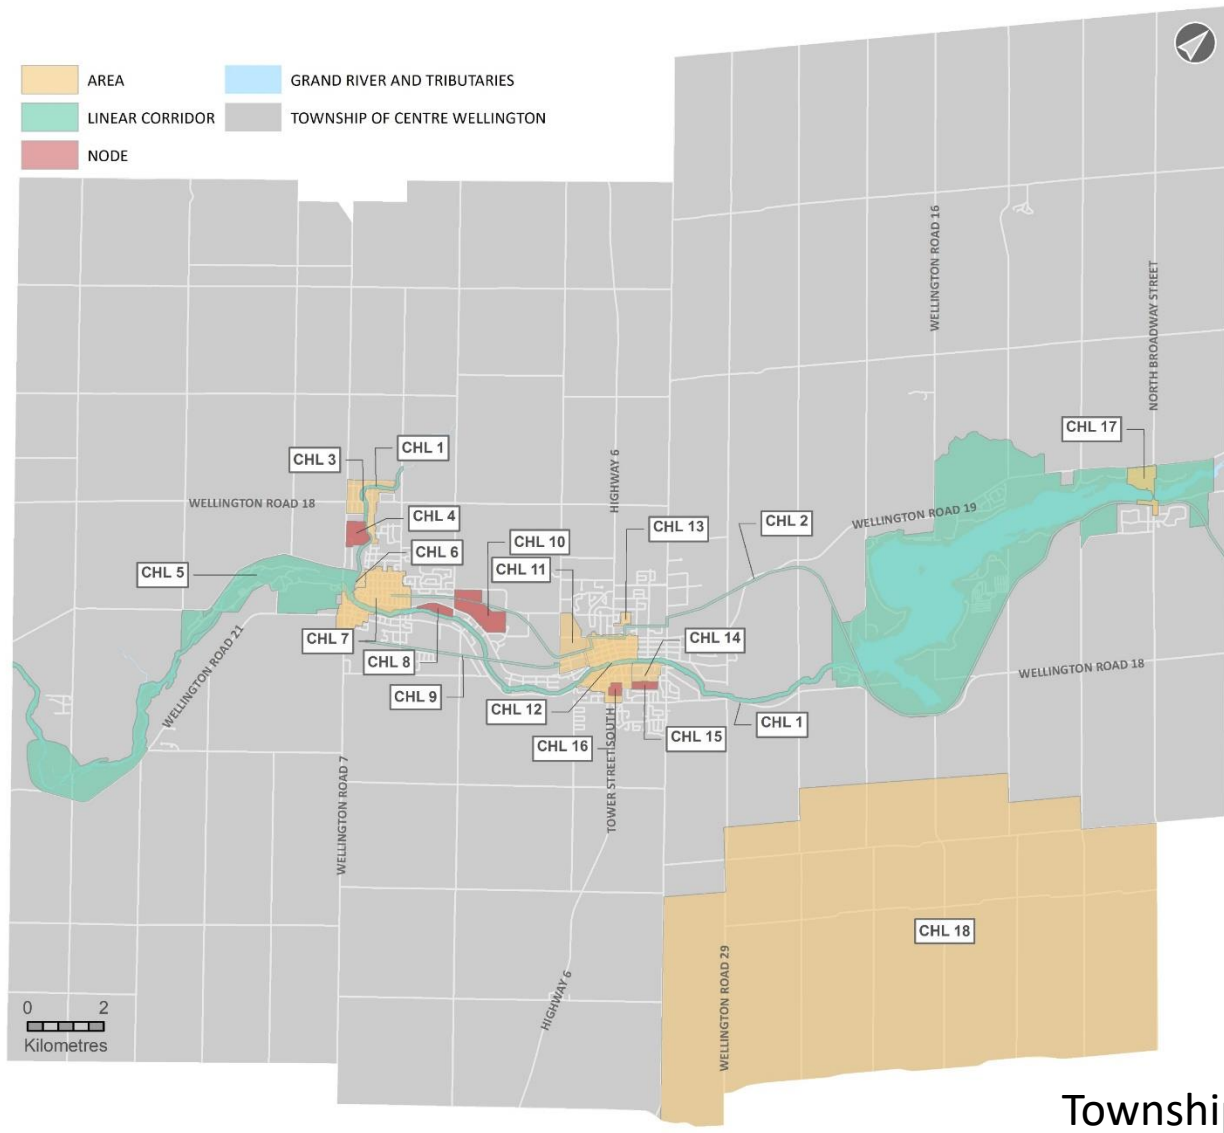 AREA
GRAND RIVER AND TRIBUTARIES
LINEAR CORRIDOR
TOWNSHIP OF CENTRE WELLINGTON
NODE
WELLINGTON ROAD 16
NORTH BROADWAY STREET
CHL 17
CHL 1
CHL 3
HIGHWAY 6
WELLINGTON ROAD 18
CHL 4
CHL 13
CHL 2
WELLINGTON ROAD 19
CHL 10
CHL 6
CHL 11
CHL 5
CHL 7
CHL 14
CHL 8
WELLINGTON ROAD 18
WELLINGTON ROAD 21
CHL 9
CHL 12
CHL 1
CHL 15
CHL 16
TOWER STREET SOUTH
WELLINGTON ROAD 7
CHL 18
HIGHWAY 6
WELLINGTON ROAD 29
0 2
Kilometres
Township